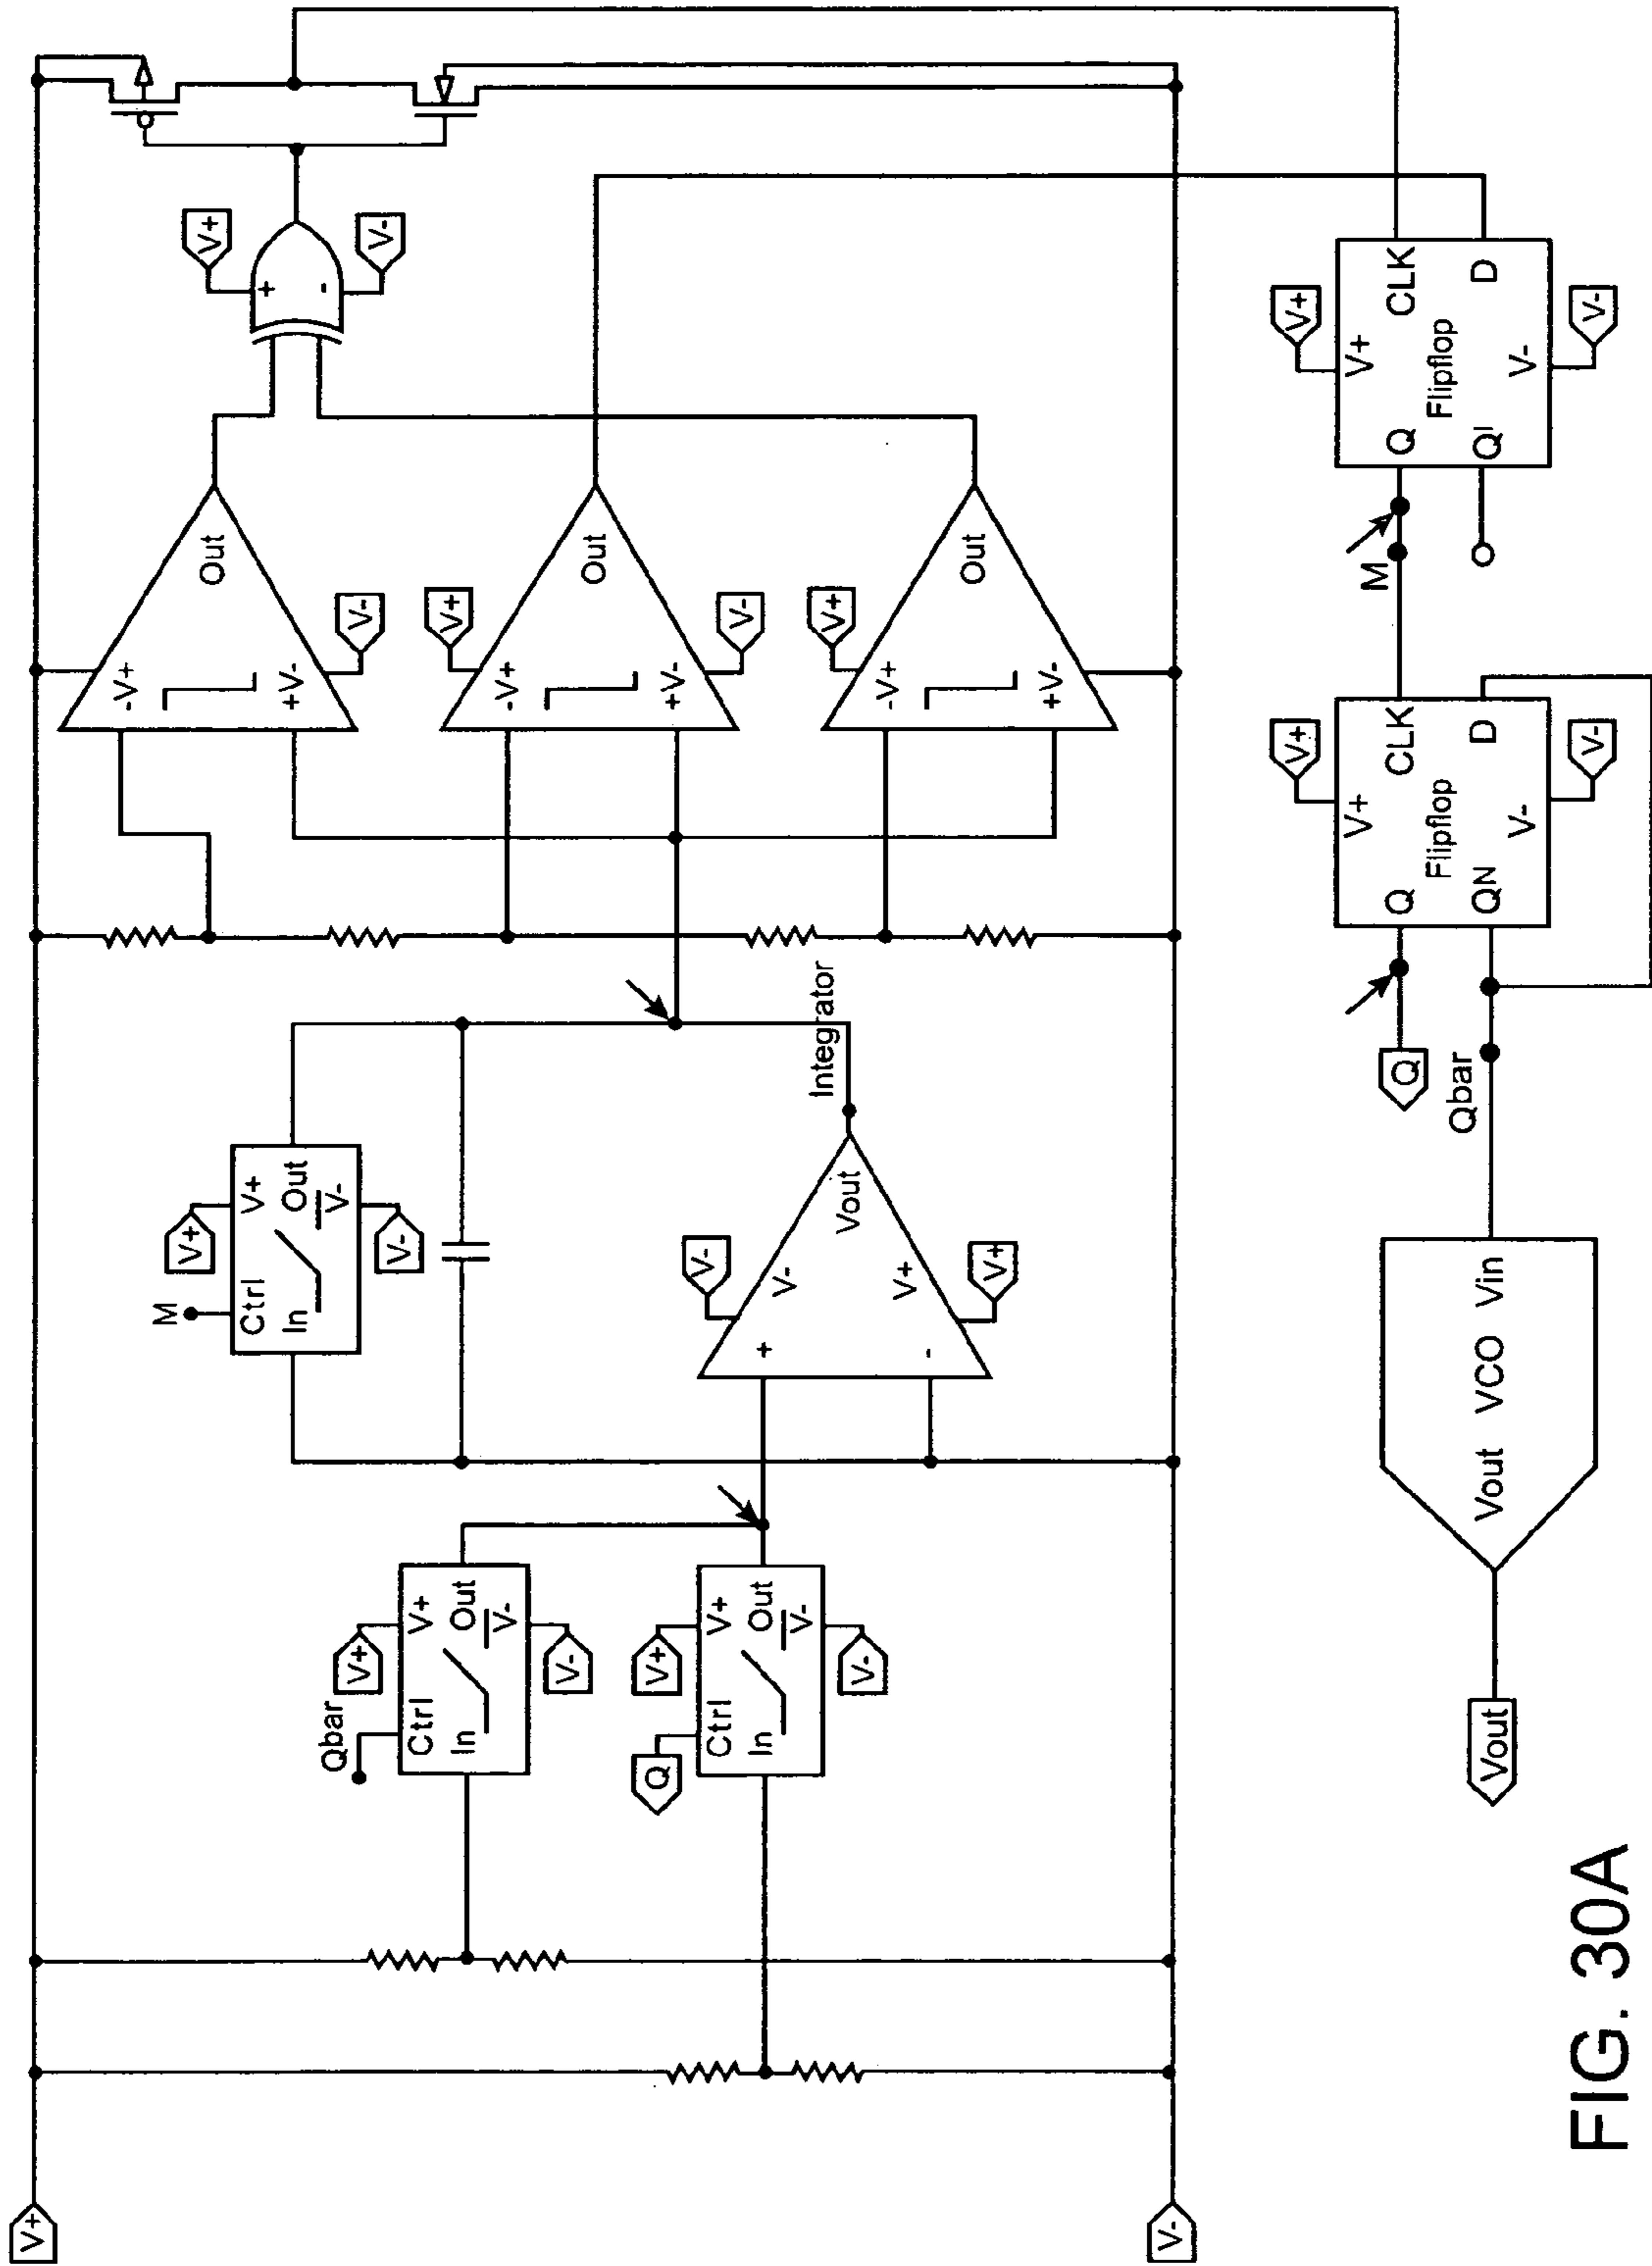 V+
V-
Qbar
V+
Ctrl V+
In Out
V-
V-
Q
V+
Ctrl V+
In Out
V-
V-
M
V+
Ctrl V+
In Out
V-
V-
V-
+ V-
Vout
- V+
V+
Integrator
-V+
Out
+V-
V-
V+
-V+
Out
+V-
V-
V+
-V+
Out
+V-
V+
+
-
V-
Vout
Vout VCO Vin
Qbar
Q
V+
V+
Q CLK
Flipflop
QN D
V-
V-
M
V+
V+
Q CLK
Flipflop
Q' D
V-
V-
FIG. 30A